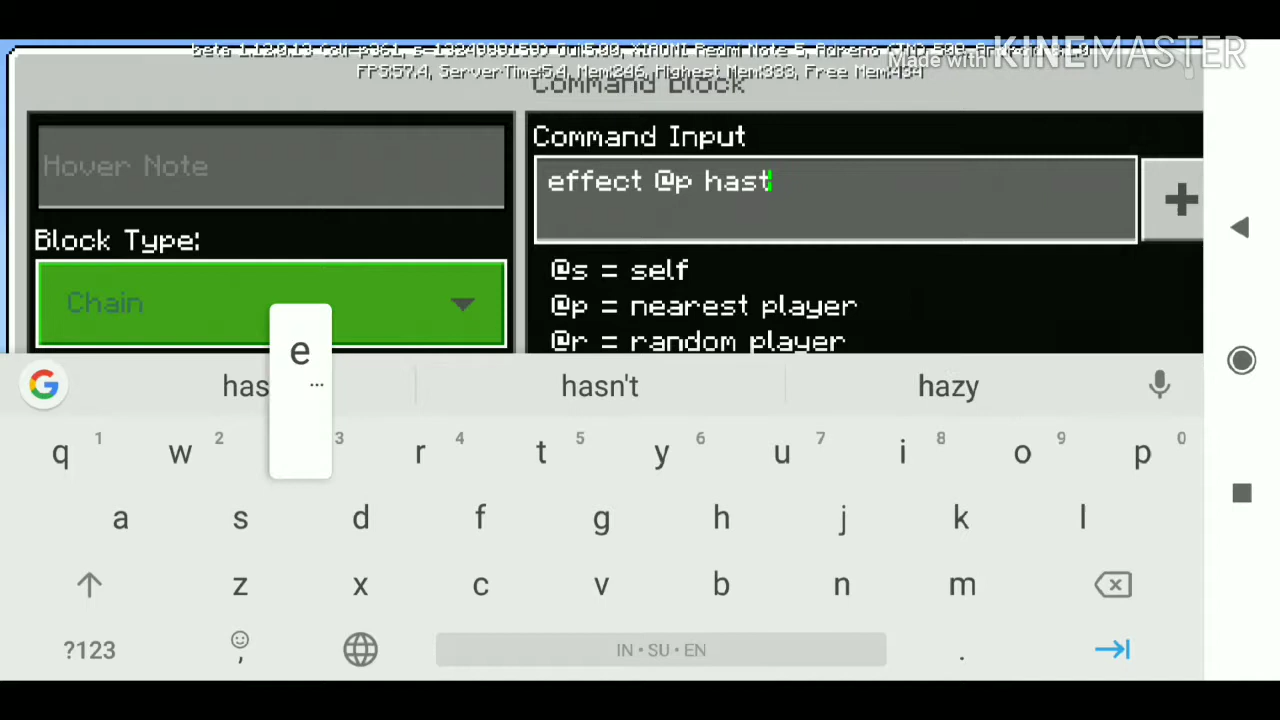 Made with KINEMASTER
Command Block
Hover Note
Block Type:
Chain
Command Input
effect @p hast
+
@s = self
@p = nearest player
@r = random player
e
...
has
hasn't
hazy
q 1 w 2 3 r 4 t 5 y 6 u 7 i 8 o 9 p 0
a s d f g h j k l
z x c v b n m
?123 , IN • SU • EN .